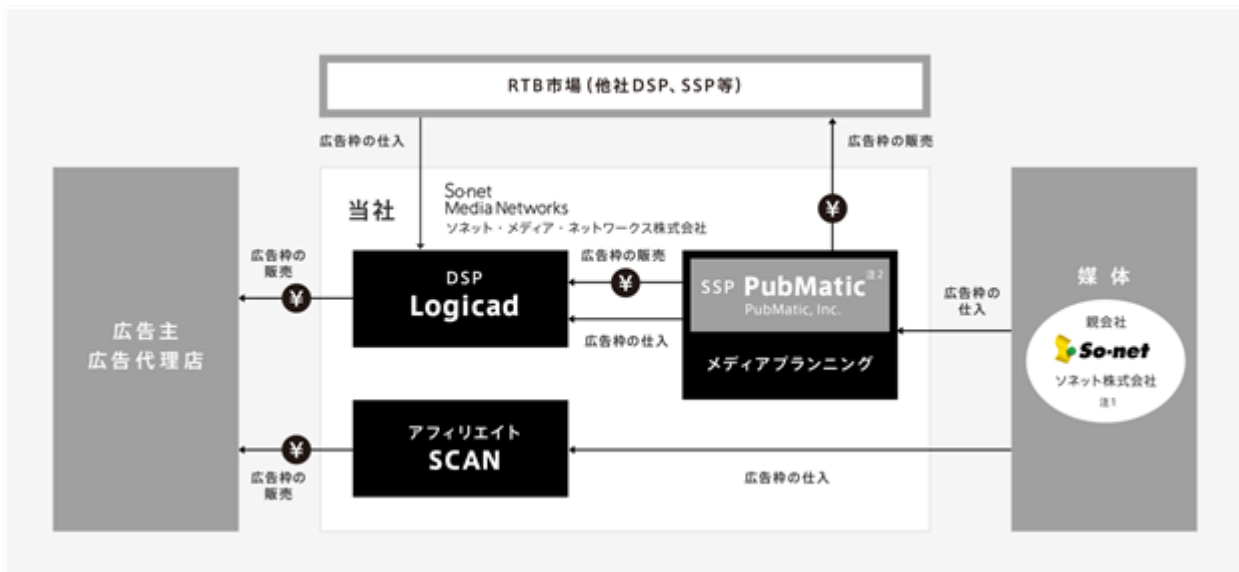 RTB市場(他社DSP、SSP等)
広告枠の仕入
広告枠の販売
当社
So-net
Media Networks
ソネット・メディア・ネットワークス株式会社
広告枠の
販売
¥
DSP
Logicad
広告枠の販売
¥
広告枠の仕入
¥
SSP PubMatic 注2
PubMatic, Inc.
メディアプランニング
広告枠の
仕入
媒体
親会社
So-net
ソネット株式会社
注1
広告主
広告代理店
アフィリエイト
SCAN
¥
広告枠の
販売
広告枠の仕入